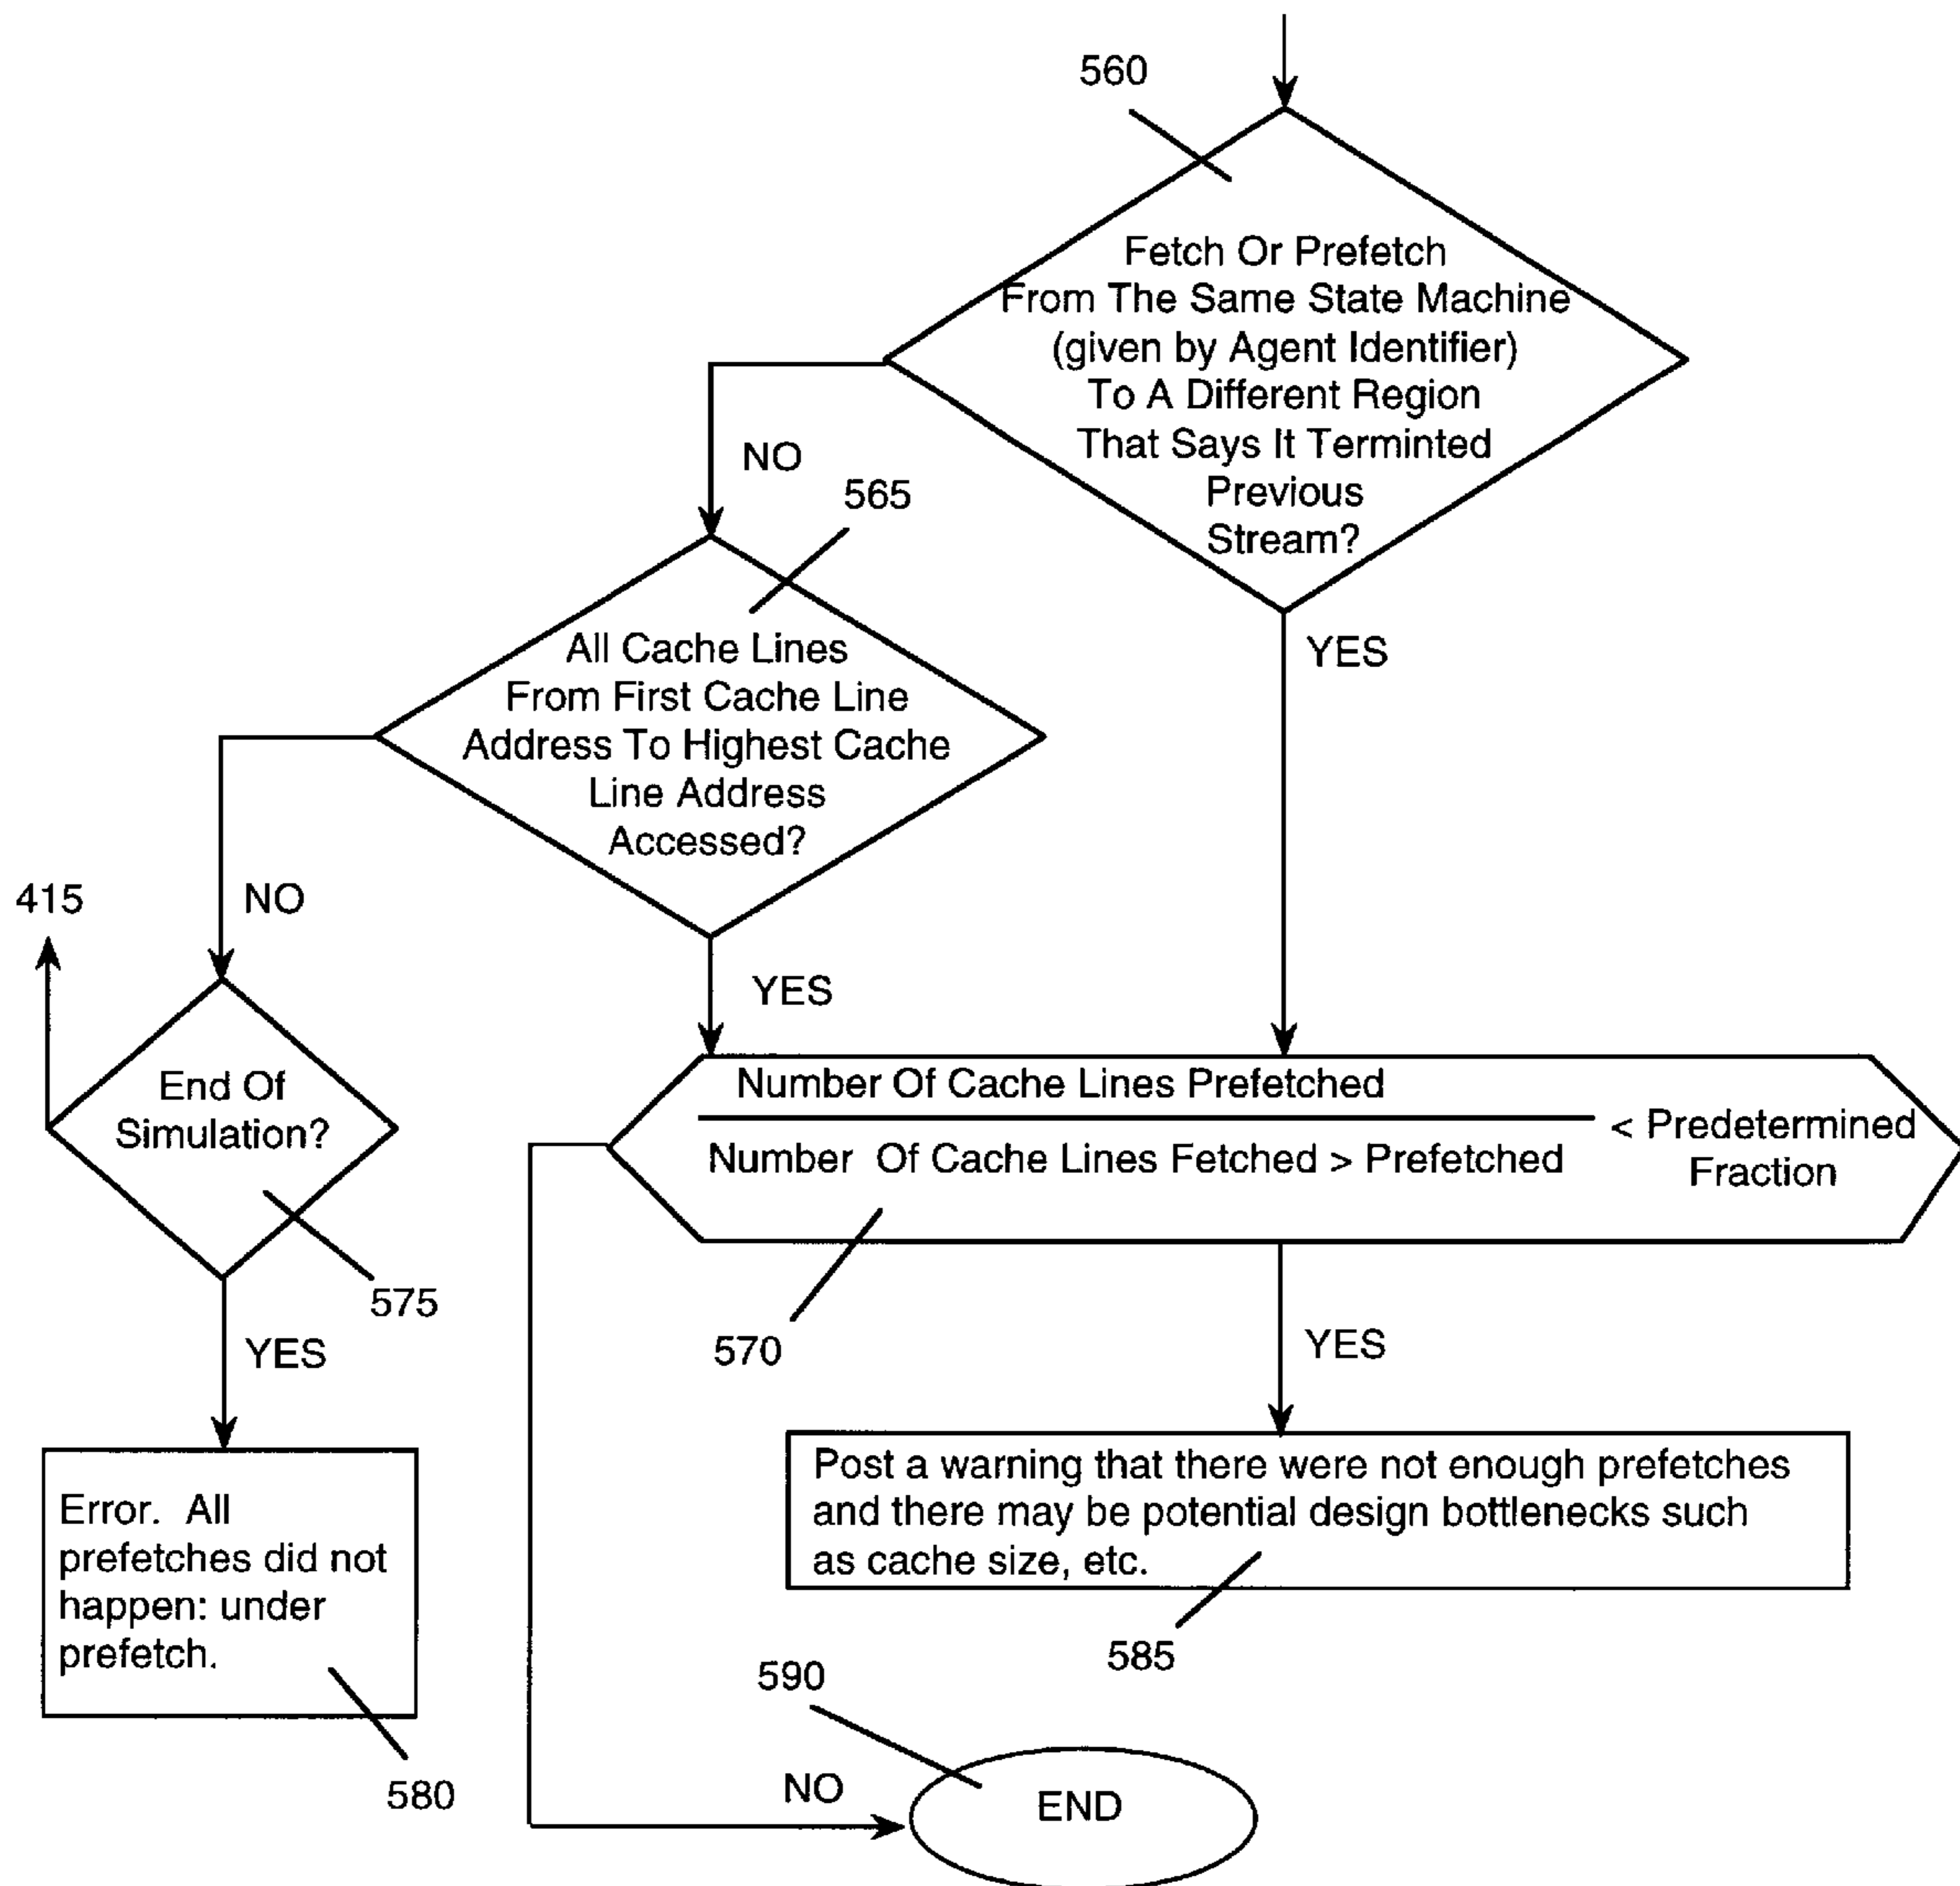 560
Fetch Or Prefetch
From The Same State Machine
(given by Agent Identifier)
To A Different Region
That Says It Terminted
Previous
Stream?
NO
YES
565
All Cache Lines
From First Cache Line
Address To Highest Cache
Line Address
Accessed?
NO
YES
415
End Of
Simulation?
575
YES
Number Of Cache Lines Prefetched
Number Of Cache Lines Fetched > Prefetched
< Predetermined
Fraction
570
YES
Error. All
prefetches did not
happen: under
prefetch.
580
Post a warning that there were not enough prefetches
and there may be potential design bottlenecks such
as cache size, etc.
585
590
NO
END